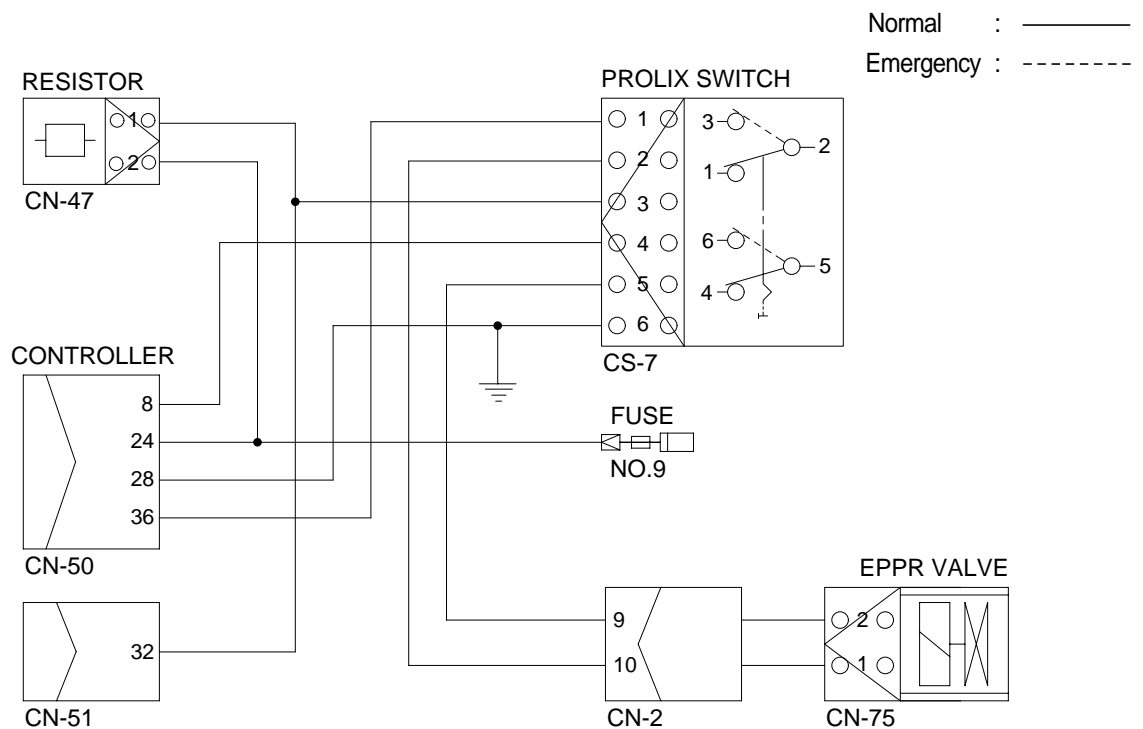 Normal : 
Emergency :
RESISTOR
1
2
CN-47
PROLIX SWITCH
1
2
3
4
5
6
3
2
1
6
5
4
CS-7
CONTROLLER
8
24
28
36
CN-50
FUSE
NO.9
32
CN-51
9
10
CN-2
EPPR VALVE
2
1
CN-75